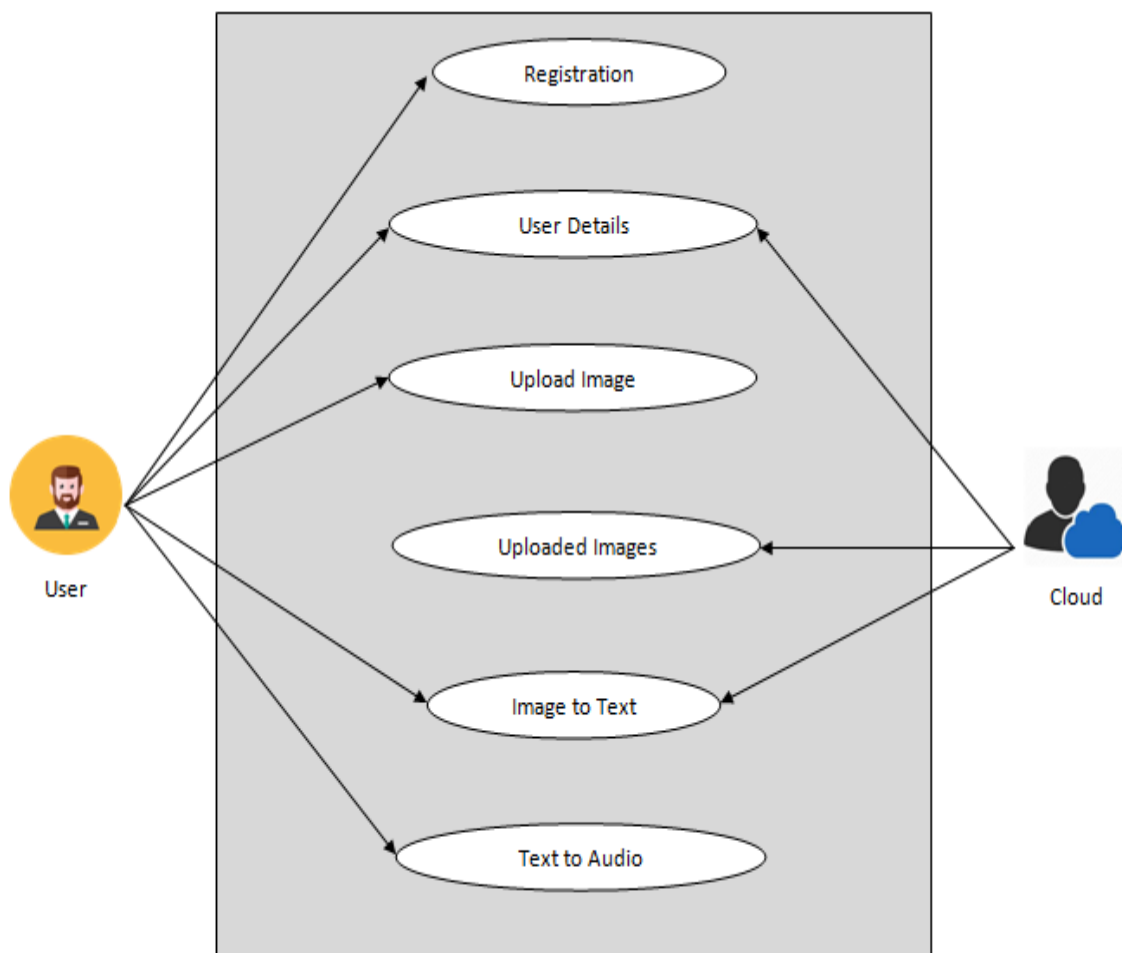 Registration
User Details
Upload Image
Uploaded Images
User
Cloud
Image to Text
Text to Audio